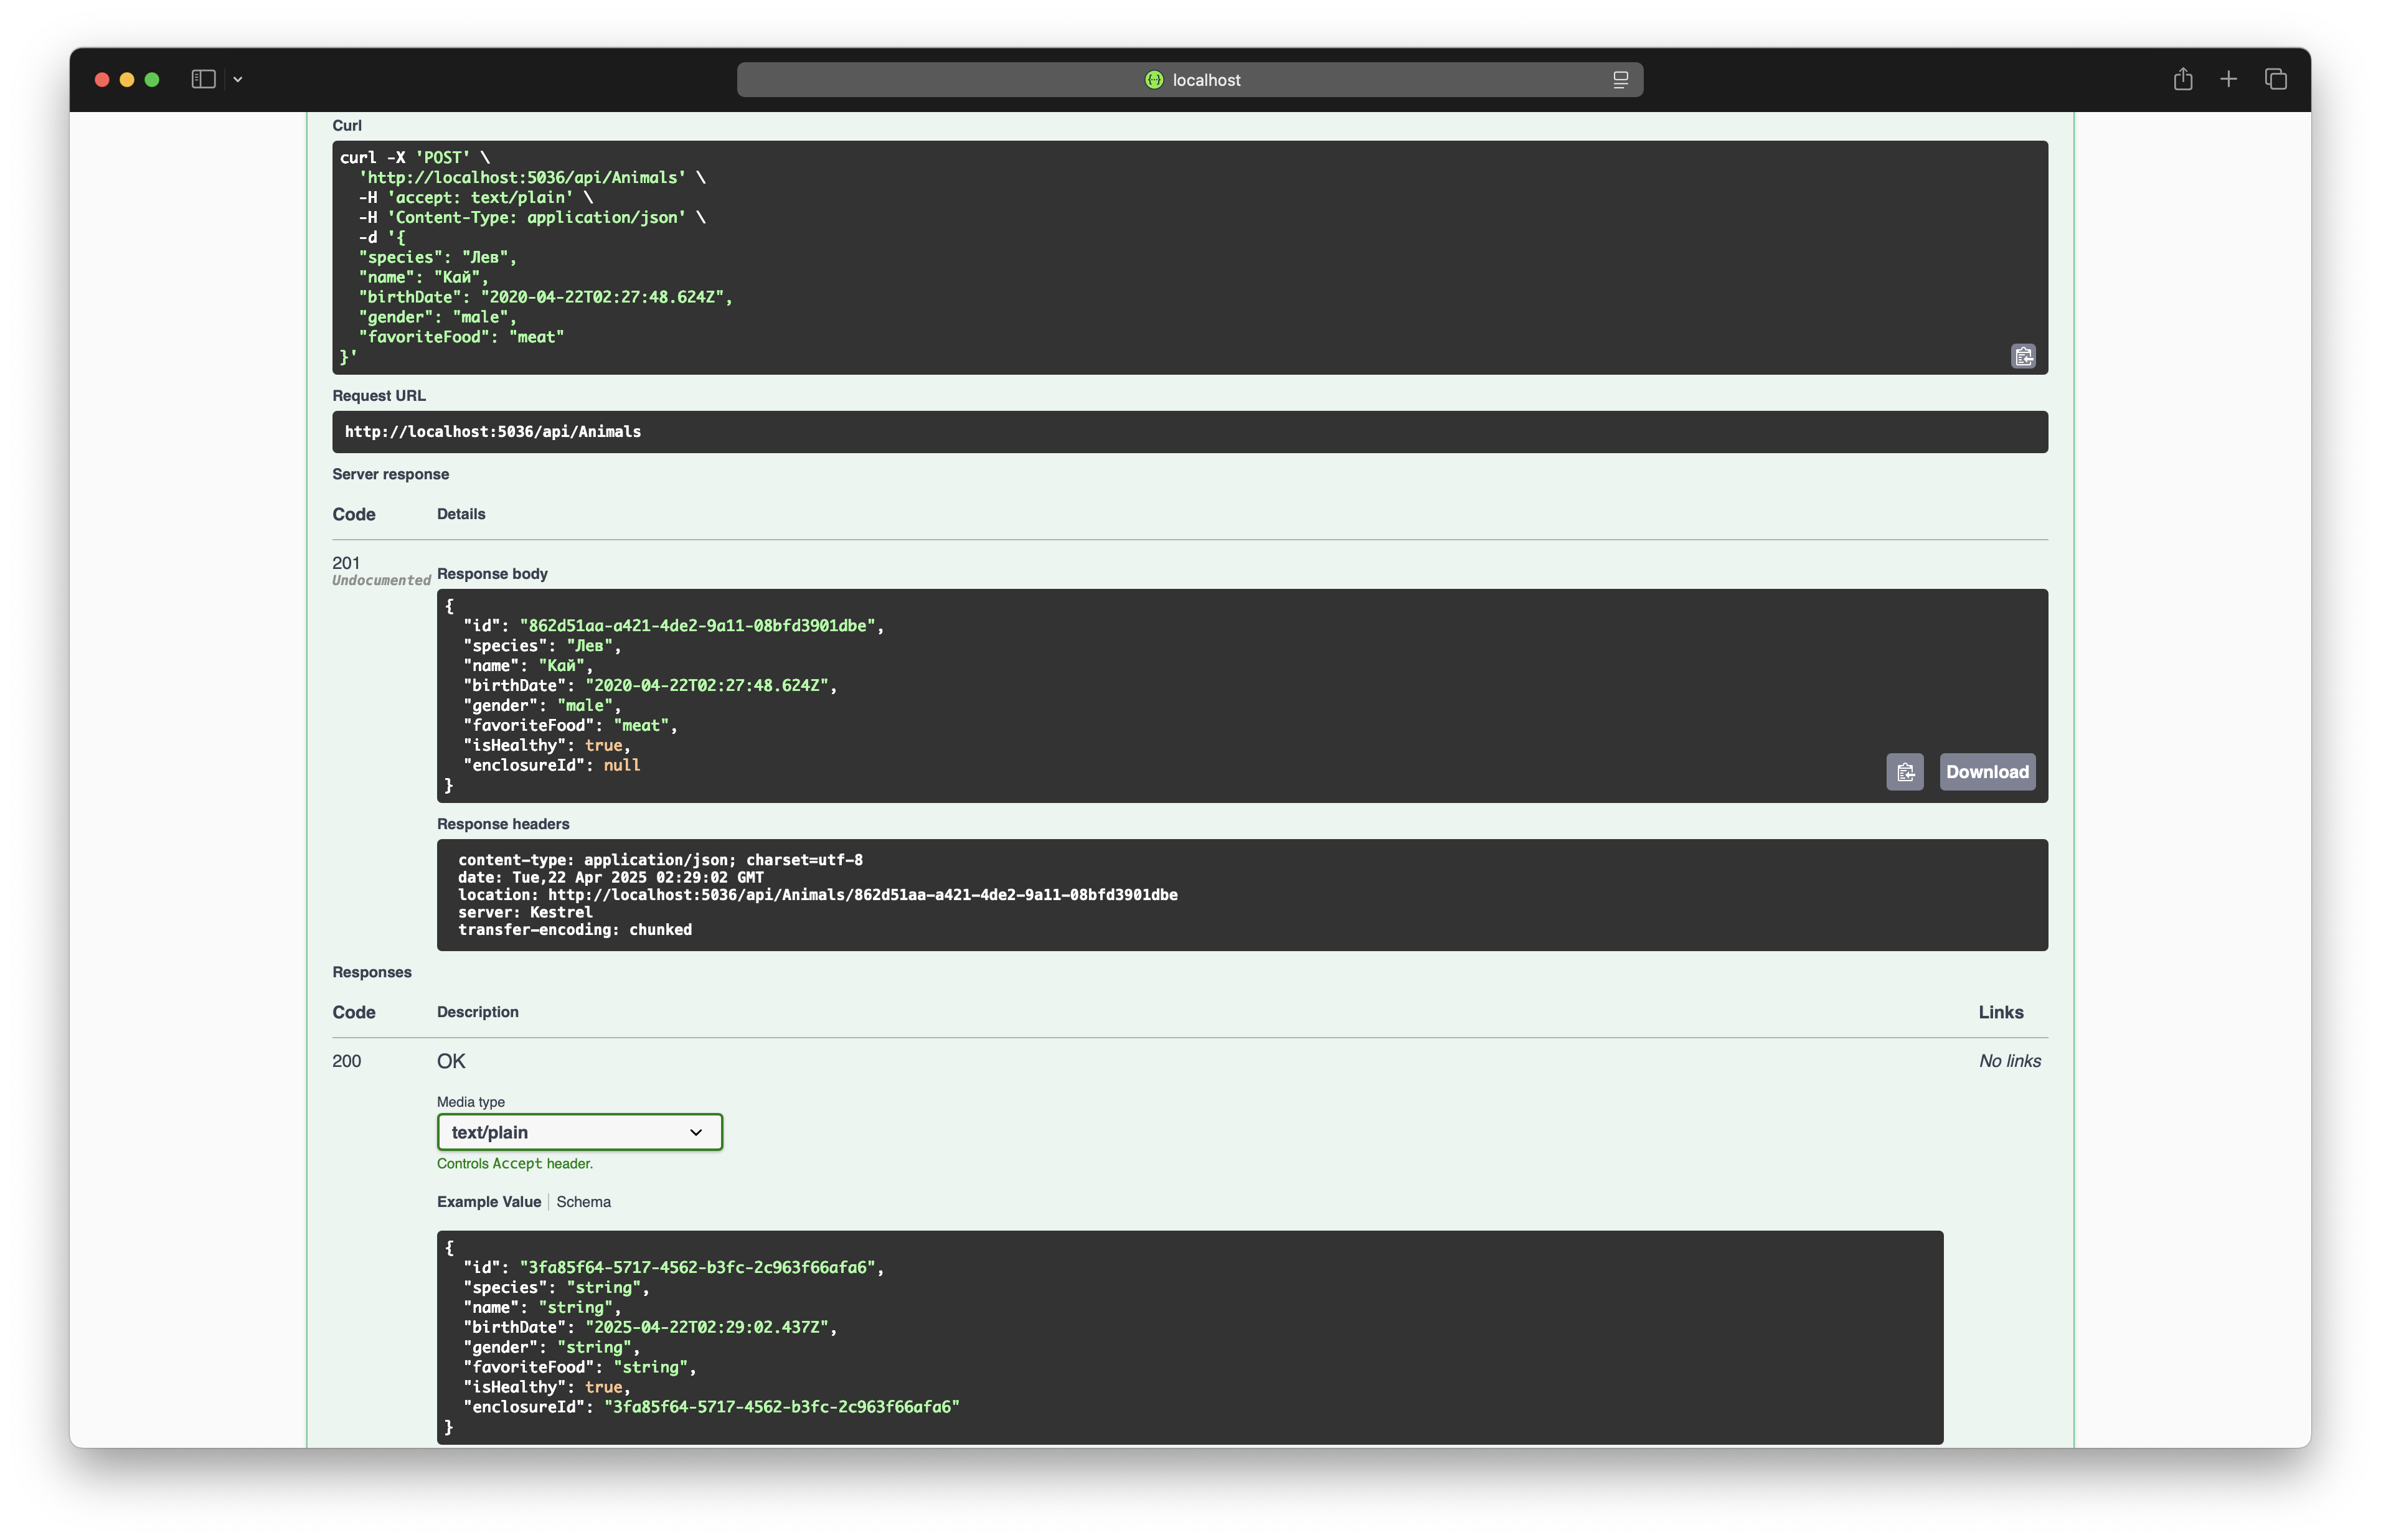 localhost
Curl
curl -X 'POST' \
  'http://localhost:5036/api/Animals' \
  -H 'accept: text/plain' \
  -H 'Content-Type: application/json' \
  -d '{
  "species": "Лев",
  "name": "Кай",
  "birthDate": "2020-04-22T02:27:48.624Z",
  "gender": "male",
  "favoriteFood": "meat"
}'
Request URL
http://localhost:5036/api/Animals
Server response
Code Details
201
Undocumented
Response body
{
  "id": "862d51aa-a421-4de2-9a11-08bfd3901dbe",
  "species": "Лев",
  "name": "Кай",
  "birthDate": "2020-04-22T02:27:48.624Z",
  "gender": "male",
  "favoriteFood": "meat",
  "isHealthy": true,
  "enclosureId": null
}
Download
Response headers
content-type: application/json; charset=utf-8
date: Tue,22 Apr 2025 02:29:02 GMT
location: http://localhost:5036/api/Animals/862d51aa-a421-4de2-9a11-08bfd3901dbe
server: Kestrel
transfer-encoding: chunked
Responses
Code Description Links
200 OK No links
Media type
text/plain
Controls Accept header.
Example Value Schema
{
  "id": "3fa85f64-5717-4562-b3fc-2c963f66afa6",
  "species": "string",
  "name": "string",
  "birthDate": "2025-04-22T02:29:02.437Z",
  "gender": "string",
  "favoriteFood": "string",
  "isHealthy": true,
  "enclosureId": "3fa85f64-5717-4562-b3fc-2c963f66afa6"
}